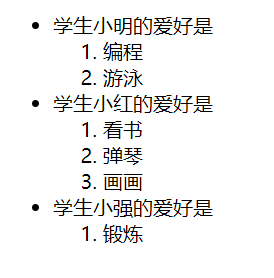 • 学生小明的爱好是
1. 编程
2. 游泳
• 学生小红的爱好是
1. 看书
2. 弹琴
3. 画画
• 学生小强的爱好是
1. 锻炼